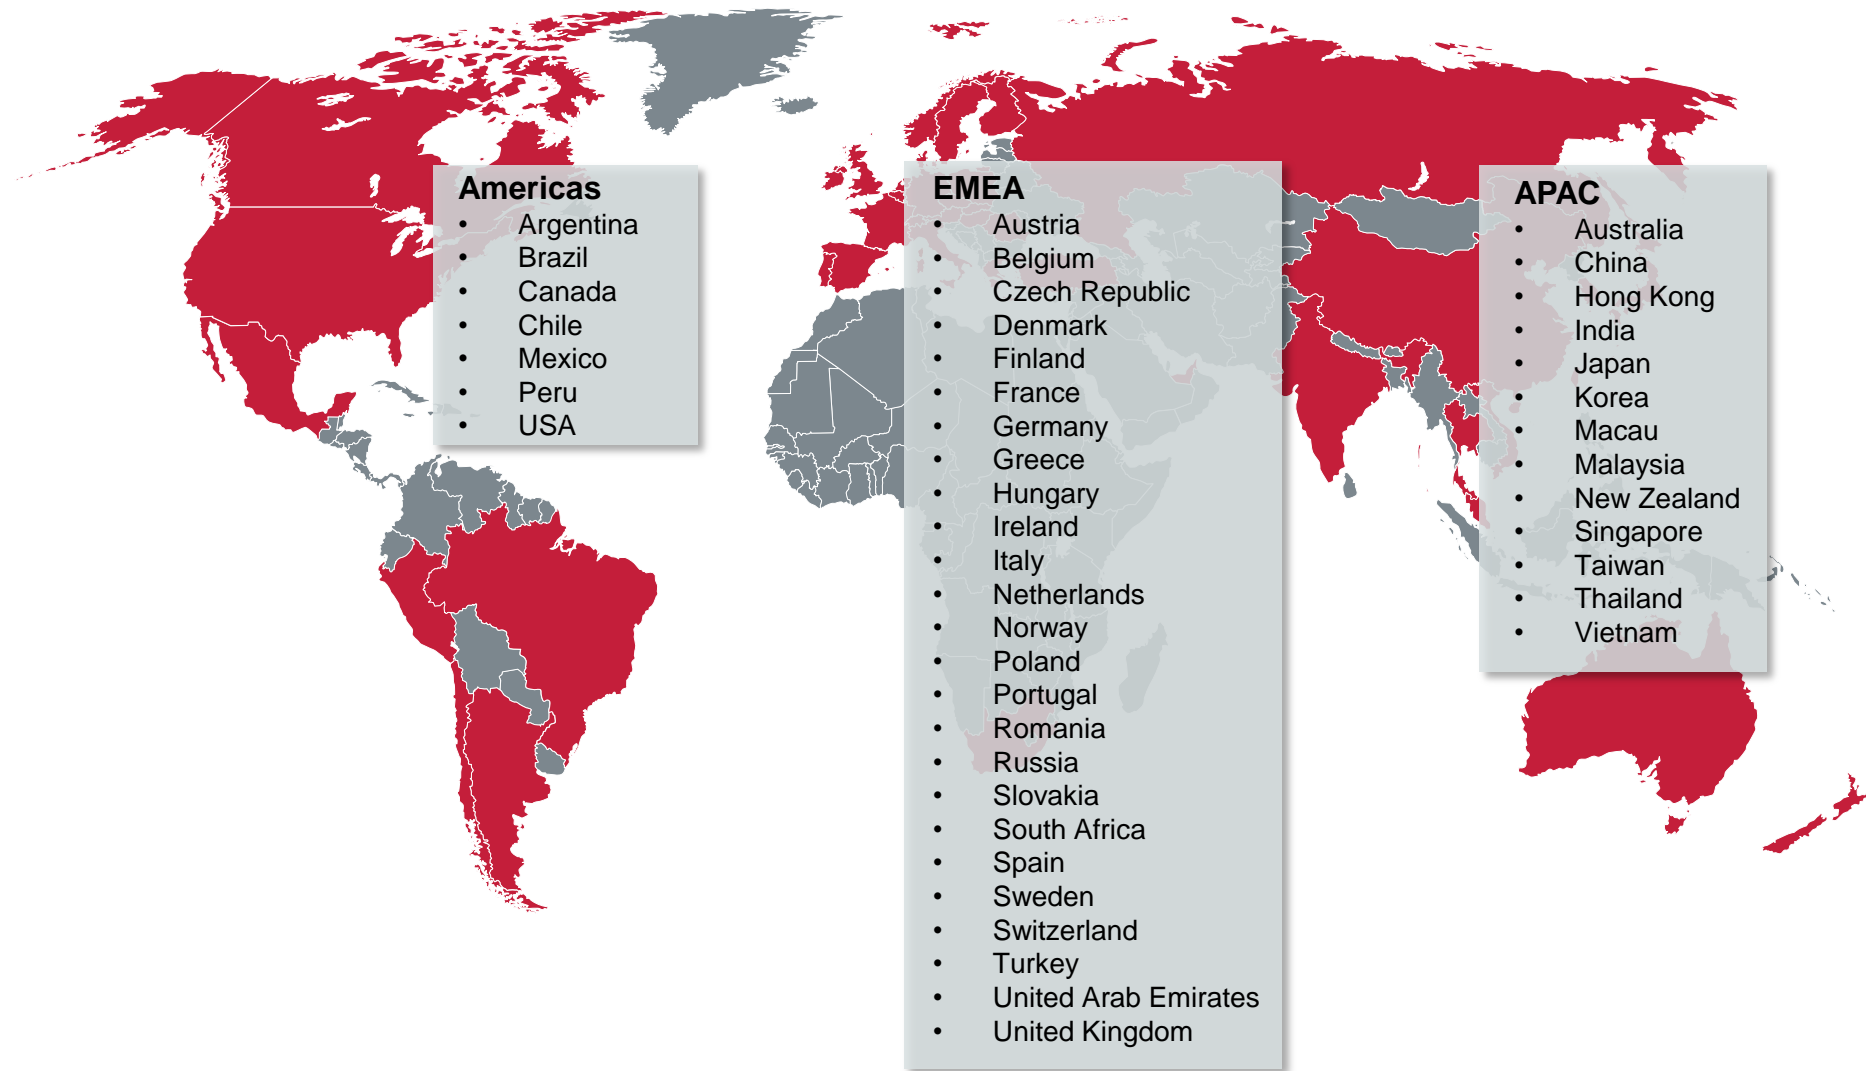 Americas
• Argentina
• Brazil
• Canada
• Chile
• Mexico
• Peru
• USA
EMEA
• Austria
• Belgium
• Czech Republic
• Denmark
• Finland
• France
• Germany
• Greece
• Hungary
• Ireland
• Italy
• Netherlands
• Norway
• Poland
• Portugal
• Romania
• Russia
• Slovakia
• South Africa
• Spain
• Sweden
• Switzerland
• Turkey
• United Arab Emirates
• United Kingdom
APAC
• Australia
• China
• Hong Kong
• India
• Japan
• Korea
• Macau
• Malaysia
• New Zealand
• Singapore
• Taiwan
• Thailand
• Vietnam